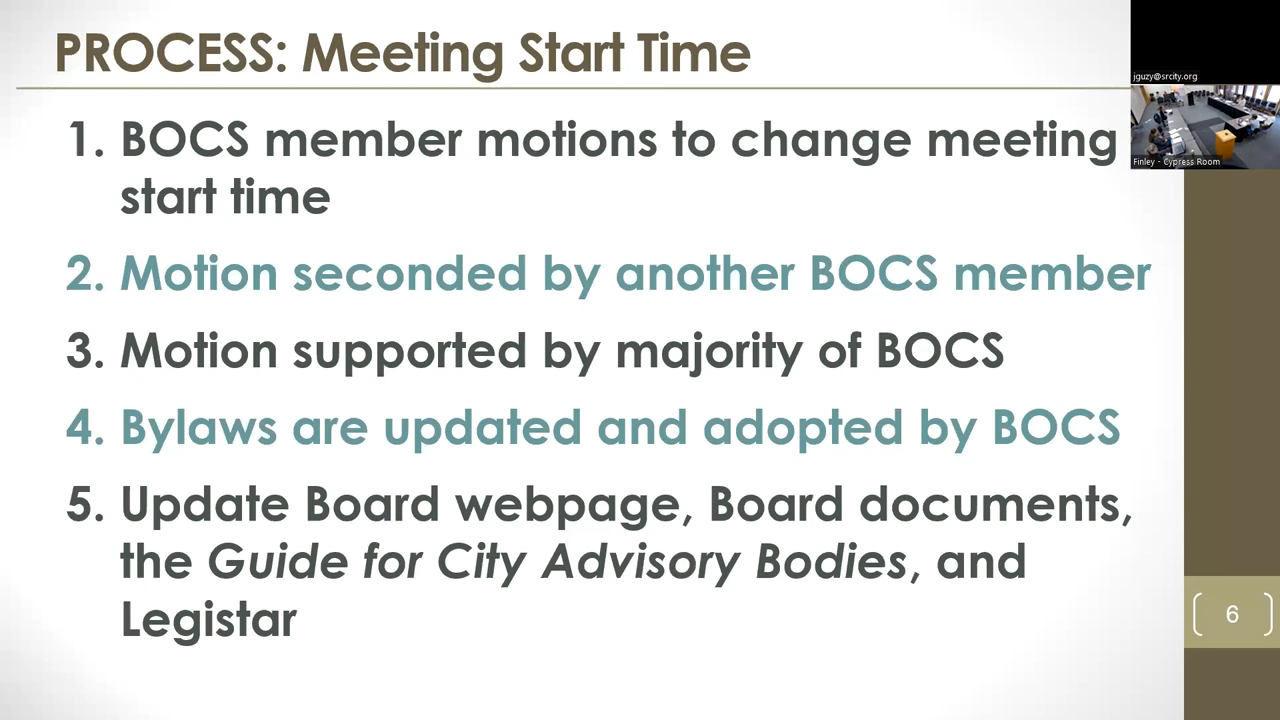 PROCESS: Meeting Start Time
jguzy@srcity.org
Finley - Cypress Room
1. BOCS member motions to change meeting
start time
2. Motion seconded by another BOCS member
3. Motion supported by majority of BOCS
4. Bylaws are updated and adopted by BOCS
5. Update Board webpage, Board documents,
the Guide for City Advisory Bodies, and
Legistar
6